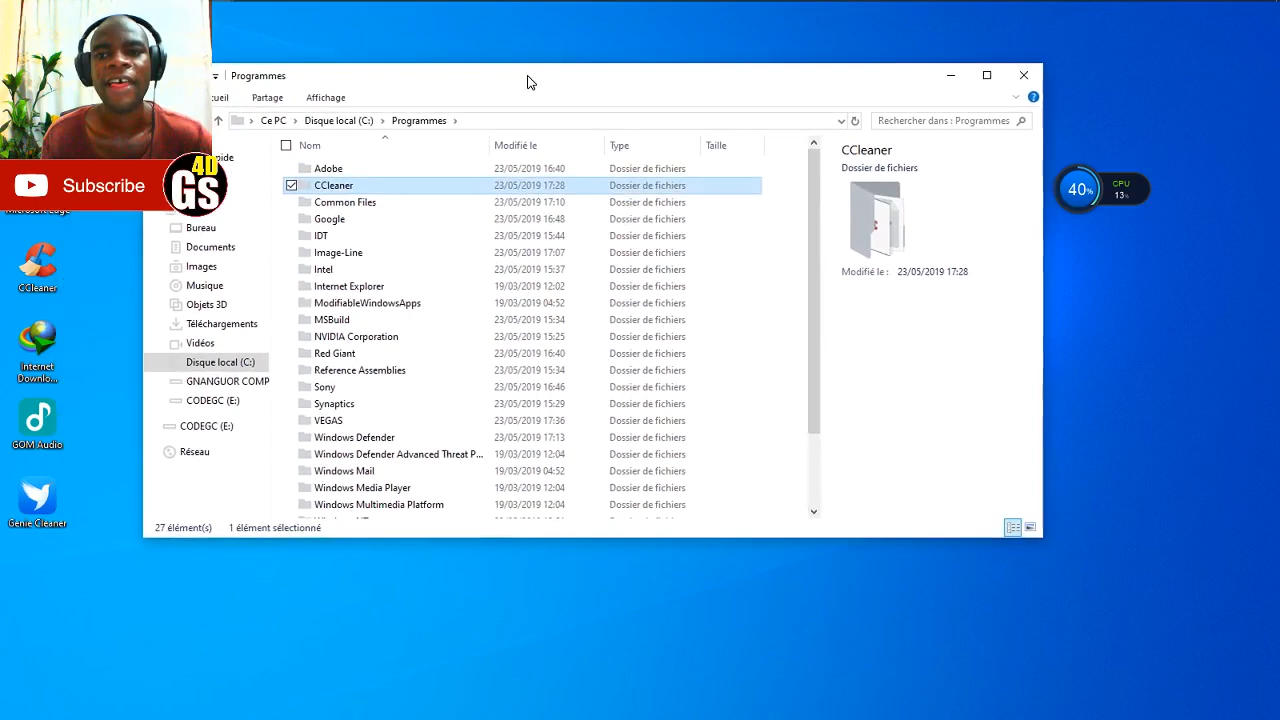 Programmes
Partage
Affichage
Ce PC > Disque local (C:) > Programmes >
Rechercher dans : Programmes
Nom Modifié le Type Taille
Adobe 23/05/2019 16:40 Dossier de fichiers
CCleaner 23/05/2019 17:28 Dossier de fichiers
Common Files 23/05/2019 17:10 Dossier de fichiers
Google 23/05/2019 16:48 Dossier de fichiers
IDT 23/05/2019 15:44 Dossier de fichiers
Image-Line 23/05/2019 17:07 Dossier de fichiers
Intel 23/05/2019 15:37 Dossier de fichiers
Internet Explorer 19/03/2019 12:02 Dossier de fichiers
ModifiableWindowsApps 19/03/2019 04:52 Dossier de fichiers
MSBuild 23/05/2019 15:34 Dossier de fichiers
NVIDIA Corporation 23/05/2019 15:25 Dossier de fichiers
Red Giant 23/05/2019 16:40 Dossier de fichiers
Reference Assemblies 23/05/2019 15:34 Dossier de fichiers
Sony 23/05/2019 16:46 Dossier de fichiers
Synaptics 23/05/2019 15:29 Dossier de fichiers
VEGAS 23/05/2019 17:36 Dossier de fichiers
Windows Defender 23/05/2019 17:13 Dossier de fichiers
Windows Defender Advanced Threat P... 19/03/2019 12:04 Dossier de fichiers
Windows Mail 19/03/2019 04:52 Dossier de fichiers
Windows Media Player 19/03/2019 12:04 Dossier de fichiers
Windows Multimedia Platform 19/03/2019 12:04 Dossier de fichiers
Bureau
Documents
Images
Musique
Objets 3D
Téléchargements
Vidéos
Disque local (C:)
GNANGUOR COMP
CODEGC (E:)
CODEGC (E:)
Réseau
27 élément(s) 1 élément sélectionné
CCleaner
Dossier de fichiers
Modifié le : 23/05/2019 17:28
40%
CPU
13%
Subscribe
4D
GS
CCleaner
Internet
Downlo...
GOM Audio
Génie Cleaner